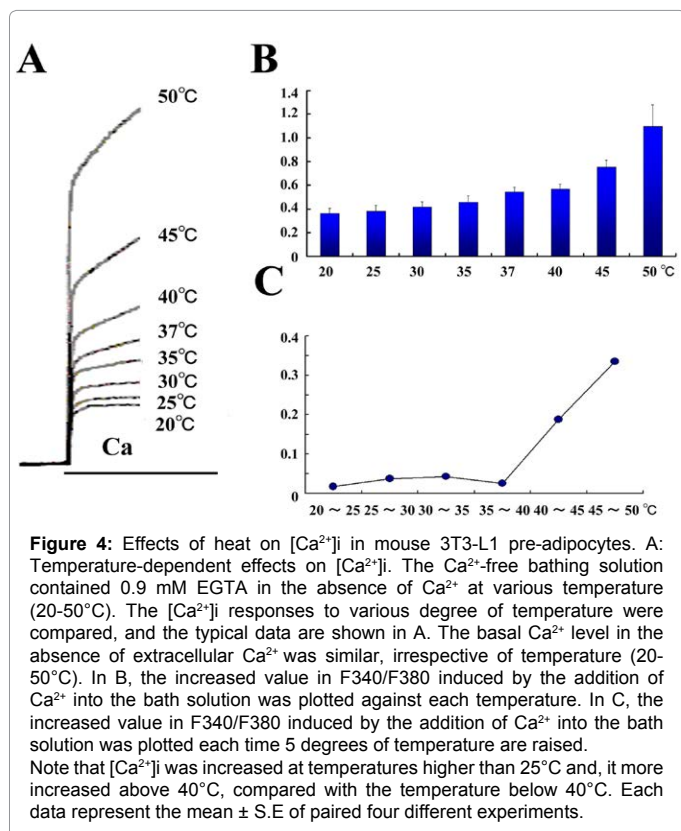 A
50°C
45°C
40°C
37°C
35°C
30°C
25°C
20°C
Ca
B
1.4
1.2
1.0
0.8
0.6
0.4
0.2
0
20 25 30 35 37 40 45 50 °C
C
0.4
0.3
0.2
0.1
0
20 ~ 25 25 ~ 30 30 ~ 35 35 ~ 40 40 ~ 45 45 ~ 50 °C
Figure 4: Effects of heat on [Ca²⁺]i in mouse 3T3-L1 pre-adipocytes. A:
Temperature-dependent effects on [Ca²⁺]i. The Ca²⁺-free bathing solution
contained 0.9 mM EGTA in the absence of Ca²⁺ at various temperature
(20-50°C). The [Ca²⁺]i responses to various degree of temperature were
compared, and the typical data are shown in A. The basal Ca²⁺ level in the
absence of extracellular Ca²⁺ was similar, irrespective of temperature (20-
50°C). In B, the increased value in F340/F380 induced by the addition of
Ca²⁺ into the bath solution was plotted against each temperature. In C, the
increased value in F340/F380 induced by the addition of Ca²⁺ into the bath
solution was plotted each time 5 degrees of temperature are raised.
Note that [Ca²⁺]i was increased at temperatures higher than 25°C and, it more
increased above 40°C, compared with the temperature below 40°C. Each
data represent the mean ± S.E of paired four different experiments.